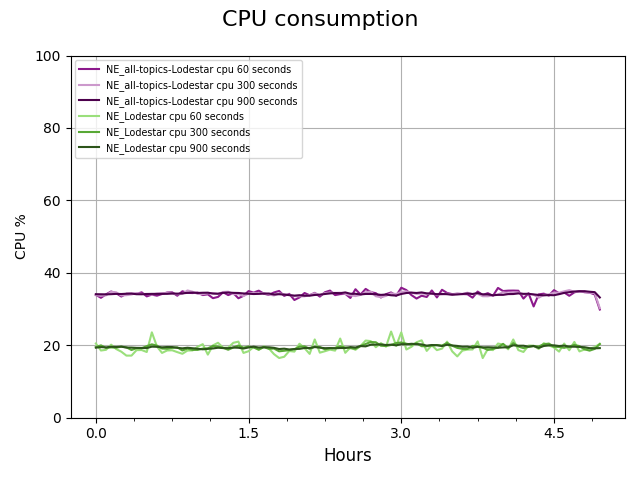 CPU consumption
100
80
60
40
20
0
CPU %
NE_all-topics-Lodestar cpu 60 seconds
NE_all-topics-Lodestar cpu 300 seconds
NE_all-topics-Lodestar cpu 900 seconds
NE_Lodestar cpu 60 seconds
NE_Lodestar cpu 300 seconds
NE_Lodestar cpu 900 seconds
0.0 1.5 3.0 4.5
Hours